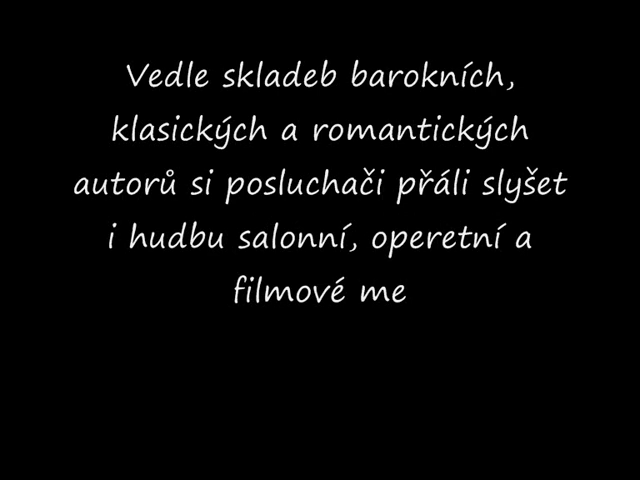 Vedle skladeb barokních,
klasických a romantických
autorů si posluchači přáli slyšet
i hudbu salonní, operetní a
filmové me